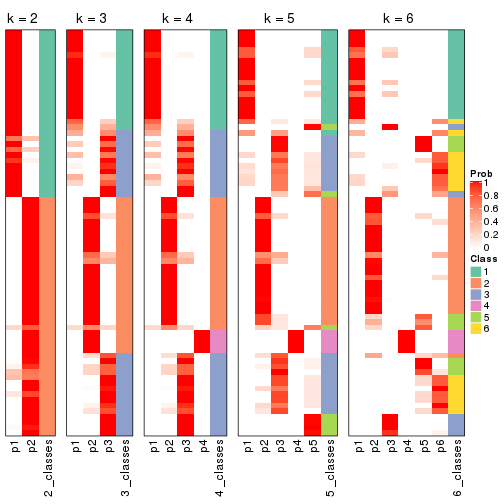 k = 2
k = 3
k = 4
k = 5
k = 6
Prob
1
0.8
0.6
0.4
0.2
0
Class
1
2
3
4
5
6
p1
p2
2_classes
p1
p2
p3
3_classes
p1
p2
p3
p4
4_classes
p1
p2
p3
p4
p5
5_classes
p1
p2
p3
p4
p5
p6
6_classes